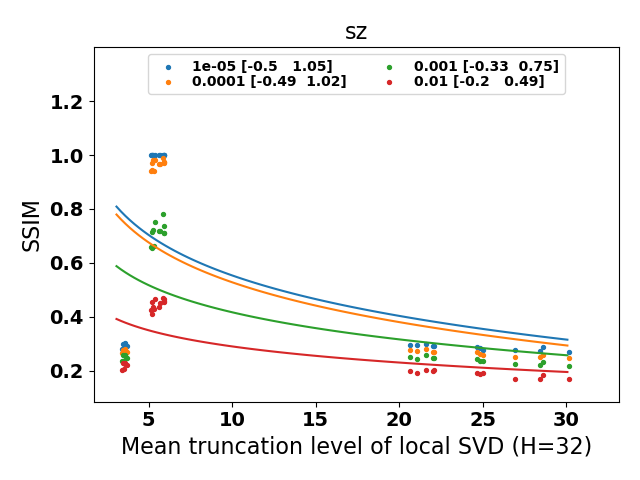 sz
1e-05 [-0.5   1.05]
0.0001 [-0.49  1.02]
0.001 [-0.33  0.75]
0.01 [-0.2   0.49]
1.2
1.0
0.8
0.6
0.4
0.2
SSIM
5 10 15 20 25 30
Mean truncation level of local SVD (H=32)